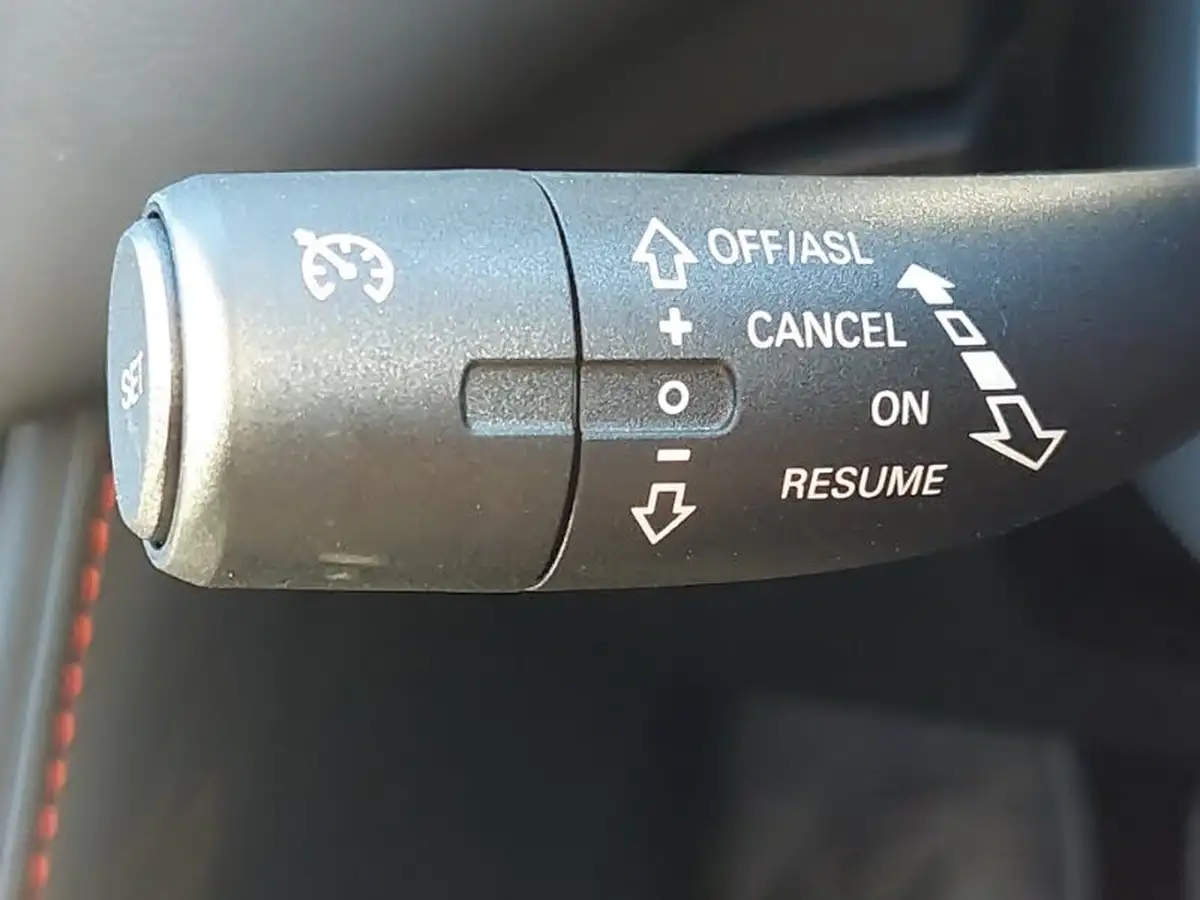 SET
OFF/ASL
+ CANCEL
O ON
- RESUME